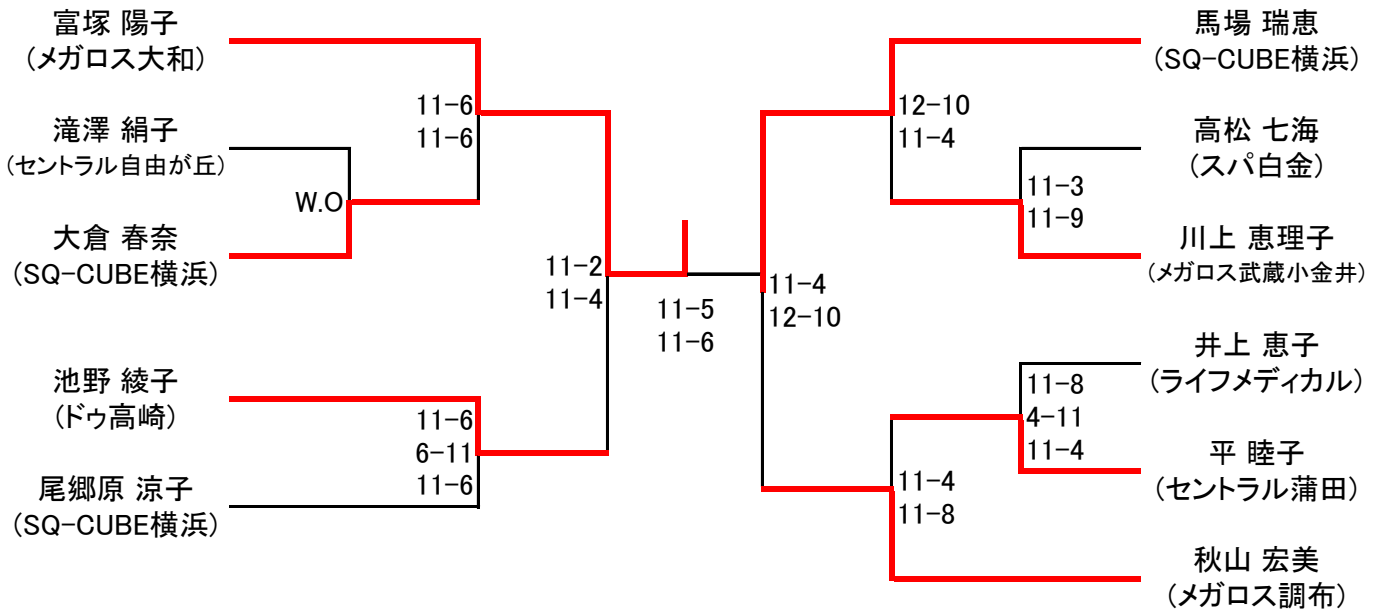 富塚 陽子
(メガロス大和)
滝澤 絹子
(セントラル自由が丘)
大倉 春奈
(SQ-CUBE横浜)
池野 綾子
(ドゥ高崎)
尾郷原 涼子
(SQ-CUBE横浜)
11-6
11-6
W.O
11-6
6-11
11-6
11-2
11-4
11-5
11-6
11-4
12-10
12-10
11-4
11-3
11-9
11-8
4-11
11-4
11-4
11-8
馬場 瑞恵
(SQ-CUBE横浜)
高松 七海
(スパ白金)
川上 恵理子
(メガロス武蔵小金井)
井上 恵子
(ライフメディカル)
平 睦子
(セントラル蒲田)
秋山 宏美
(メガロス調布)